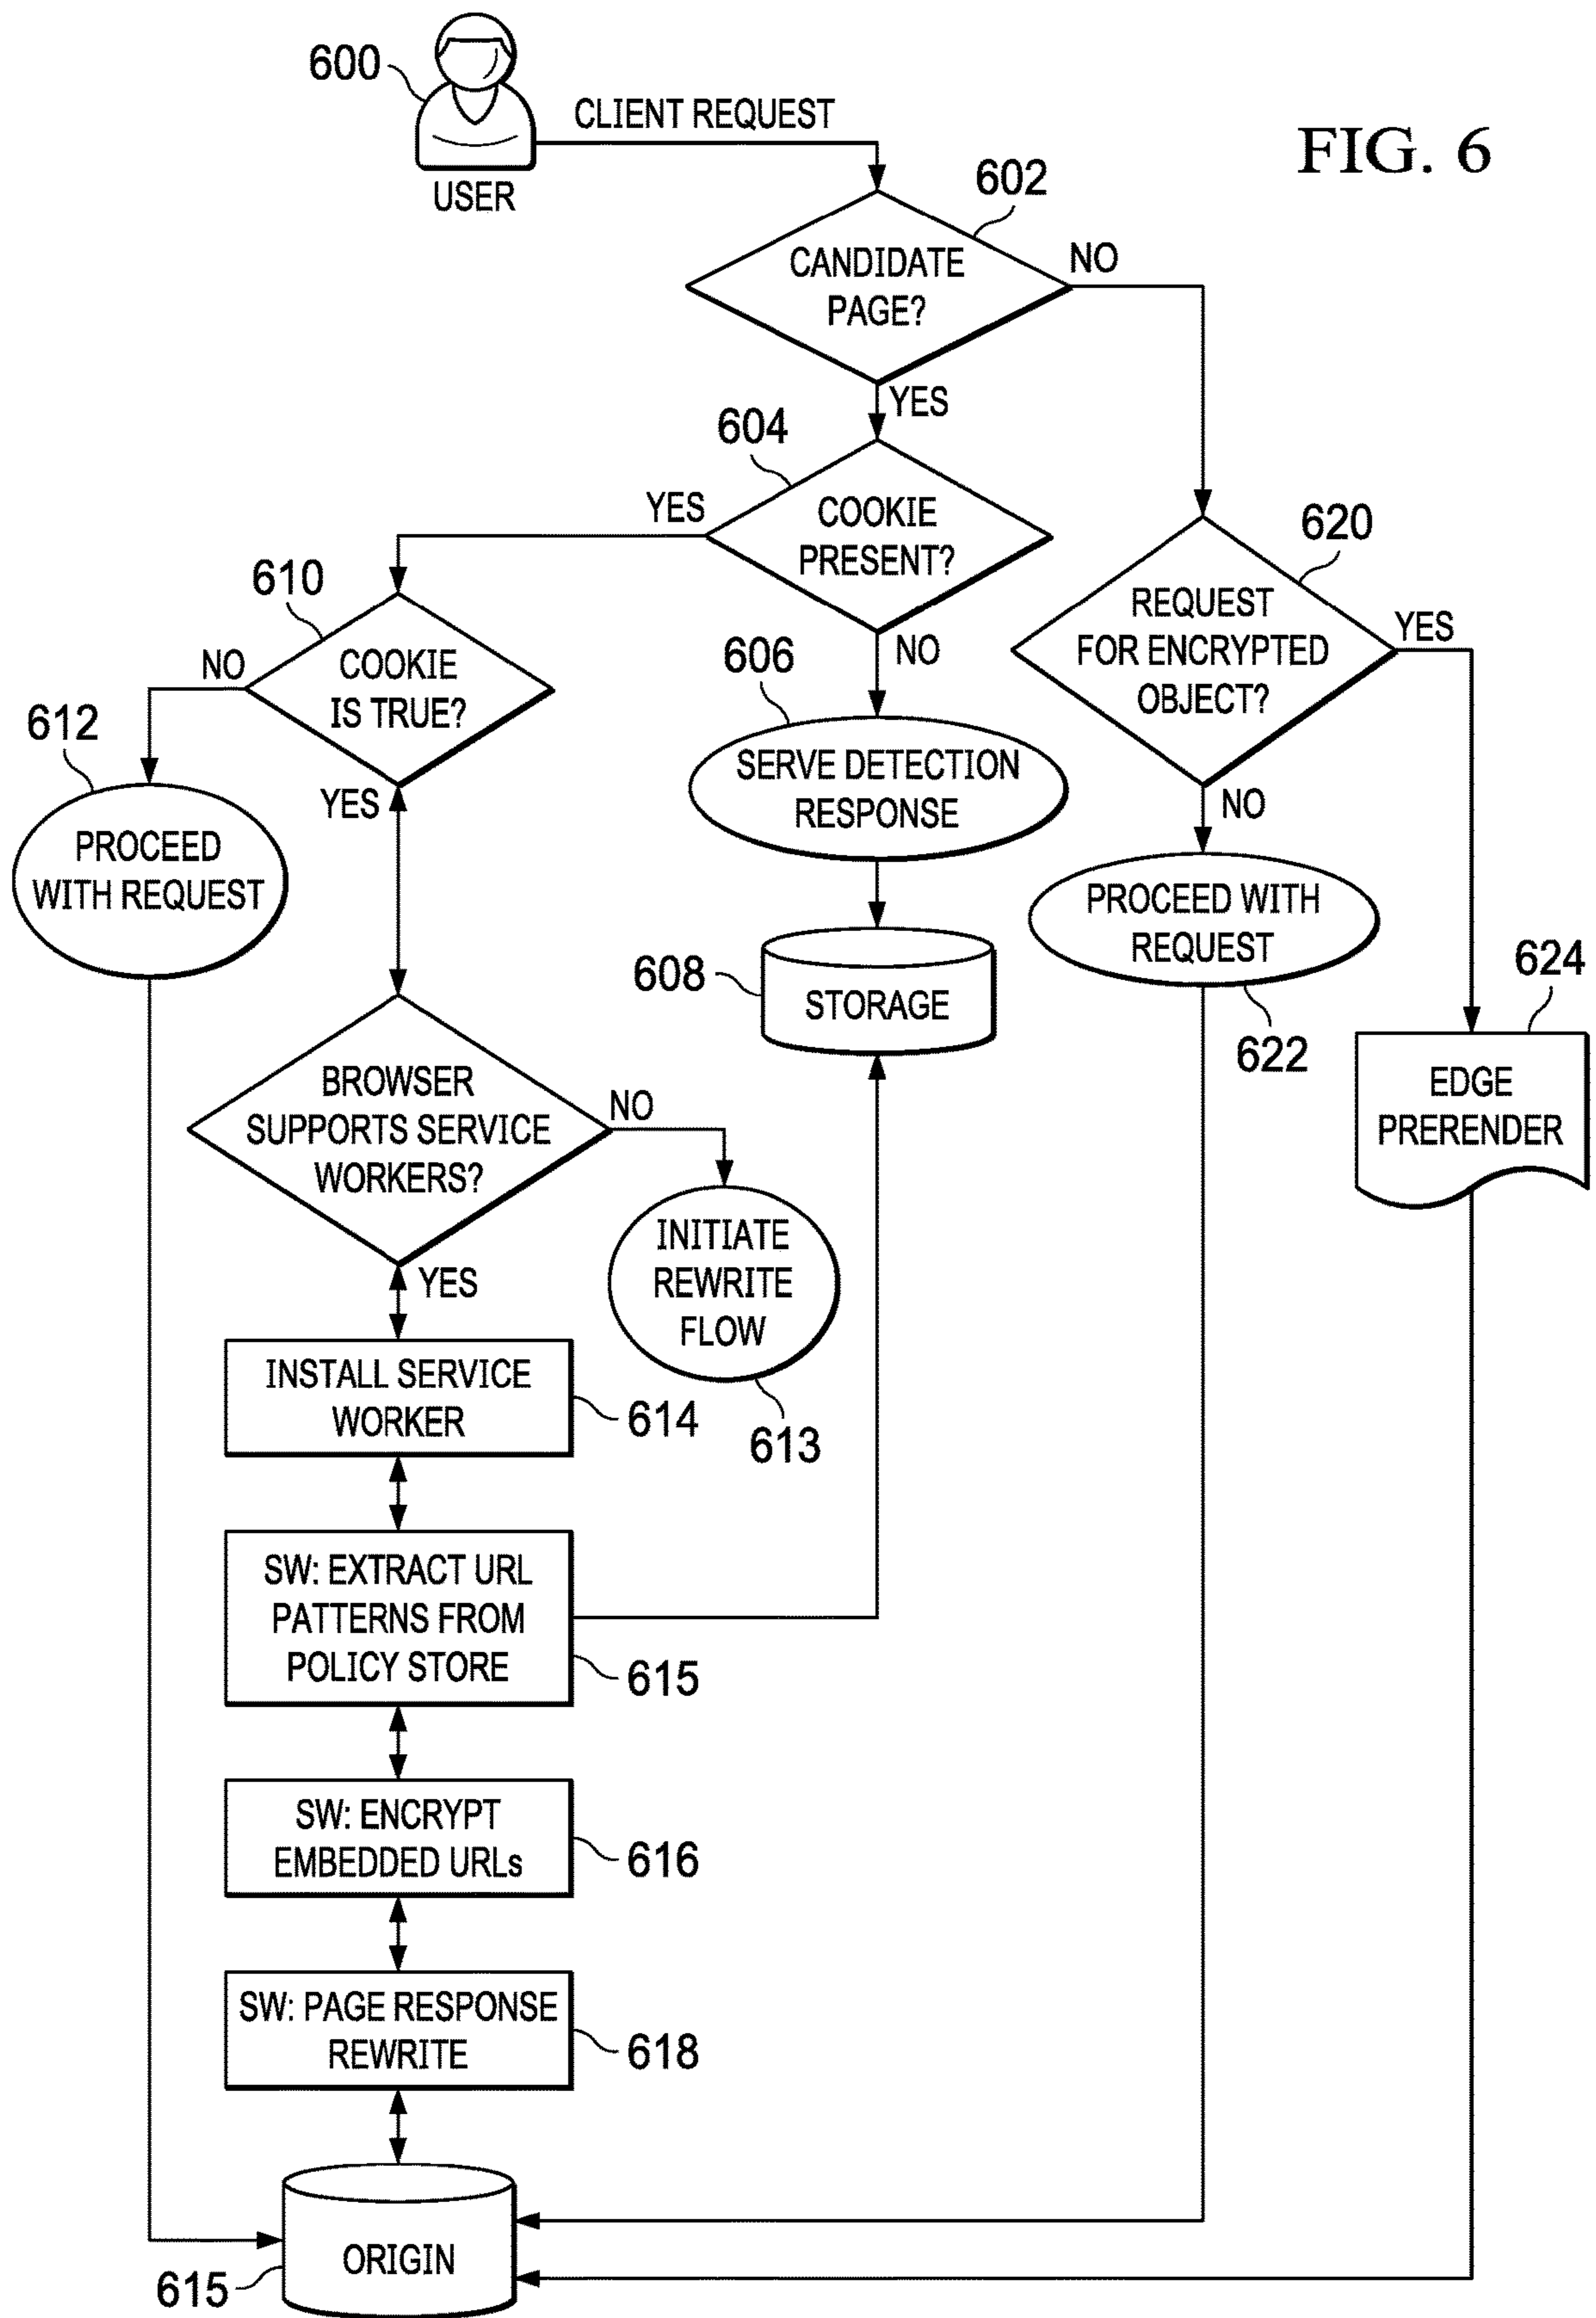 600
CLIENT REQUEST
USER
FIG. 6
602
CANDIDATE
PAGE?
NO
YES
604
COOKIE
PRESENT?
YES
NO
620
REQUEST
FOR ENCRYPTED
OBJECT?
YES
NO
610
COOKIE
IS TRUE?
NO
YES
606
SERVE DETECTION
RESPONSE
612
PROCEED
WITH REQUEST
PROCEED WITH
REQUEST
622
608
STORAGE
624
EDGE
PRERENDER
BROWSER
SUPPORTS SERVICE
WORKERS?
NO
YES
INITIATE
REWRITE
FLOW
613
INSTALL SERVICE
WORKER
614
SW: EXTRACT URL
PATTERNS FROM
POLICY STORE
615
SW: ENCRYPT
EMBEDDED URLs
616
SW: PAGE RESPONSE
REWRITE
618
ORIGIN
615